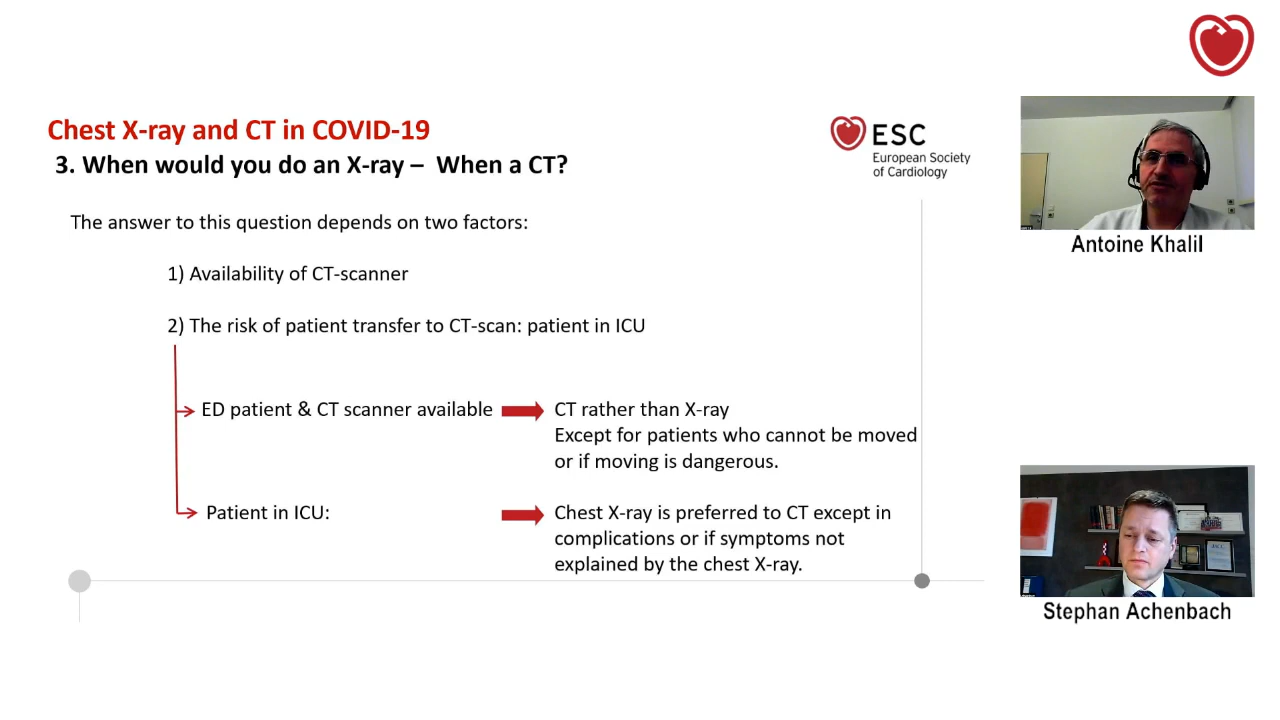 Chest X-ray and CT in COVID-19
3. When would you do an X-ray – When a CT?
ESC
European Society
of Cardiology
The answer to this question depends on two factors:
1) Availability of CT-scanner
2) The risk of patient transfer to CT-scan: patient in ICU
ED patient & CT scanner available
CT rather than X-ray
Except for patients who cannot be moved
or if moving is dangerous.
Patient in ICU:
Chest X-ray is preferred to CT except in
complications or if symptoms not
explained by the chest X-ray.
Antoine Khalil
Stephan Achenbach